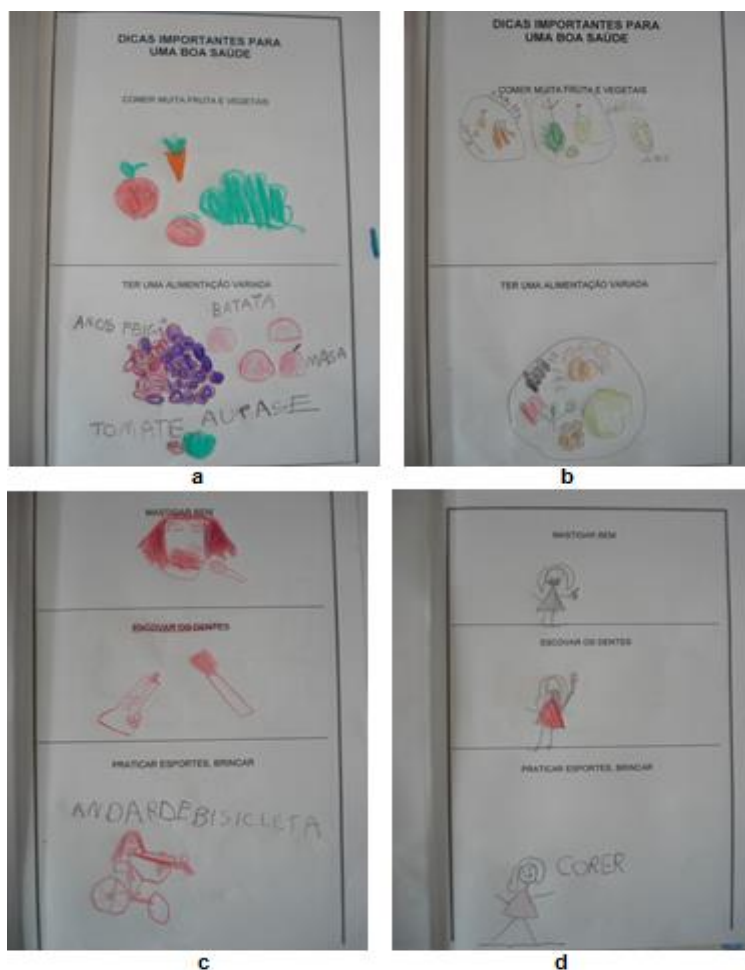 DICAS IMPORTANTES PARA
UMA BOA SAÚDE
COMER MUITA FRUTA E VEGETAIS
TER UMA ALIMENTAÇÃO VARIADA
BATATA
MASA
TOMATE
a
DICAS IMPORTANTES PARA
UMA BOA SAÚDE
COMER MUITA FRUTA E VEGETAIS
TER UMA ALIMENTAÇÃO VARIADA
b
MASTIGAR BEM
ESCOVAR OS DENTES
PRATICAR ESPORTES, BRINCAR
ANDARDEBISICLETA
c
MASTIGAR BEM
ESCOVAR OS DENTES
PRATICAR ESPORTES, BRINCAR
CORER
d